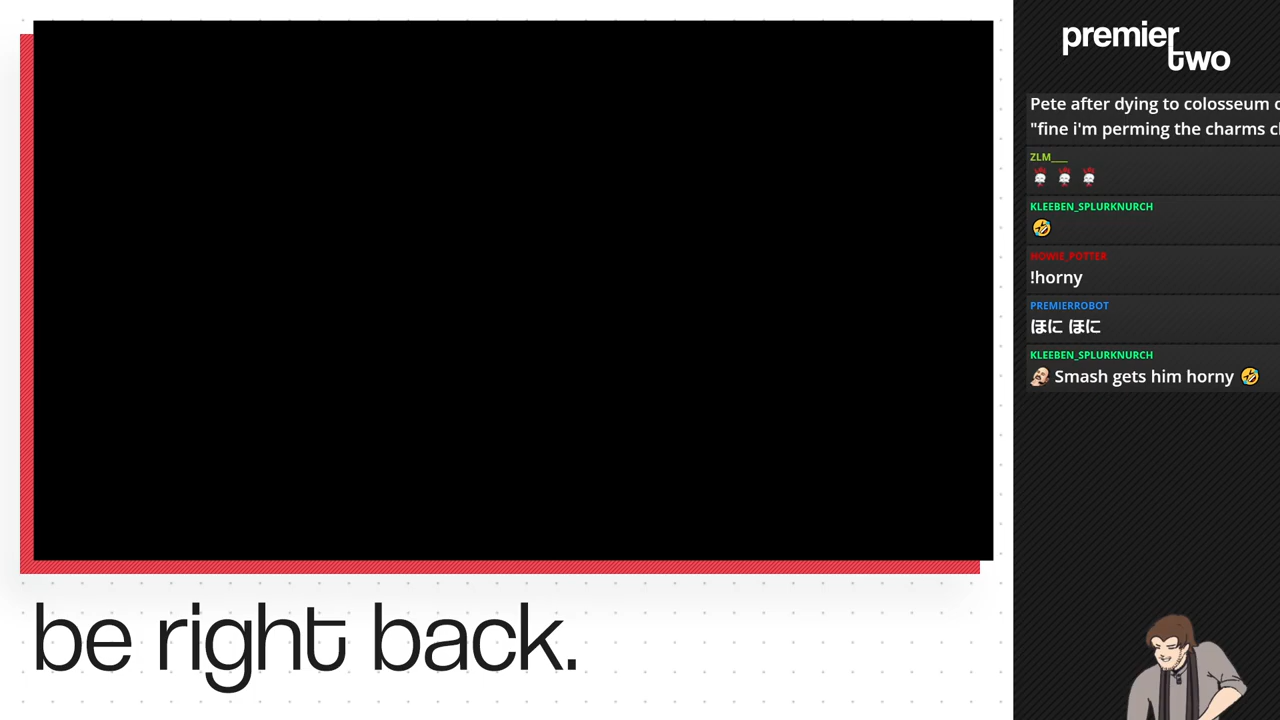 premier
two
Pete after dying to colosseum
"fine i'm perming the charms
ZLM___
KLEEBEN_SPLURKNURCH
HOWIE_POTTER
!horny
PREMIERROBOT
ほに ほに
KLEEBEN_SPLURKNURCH
Smash gets him horny
be right back.